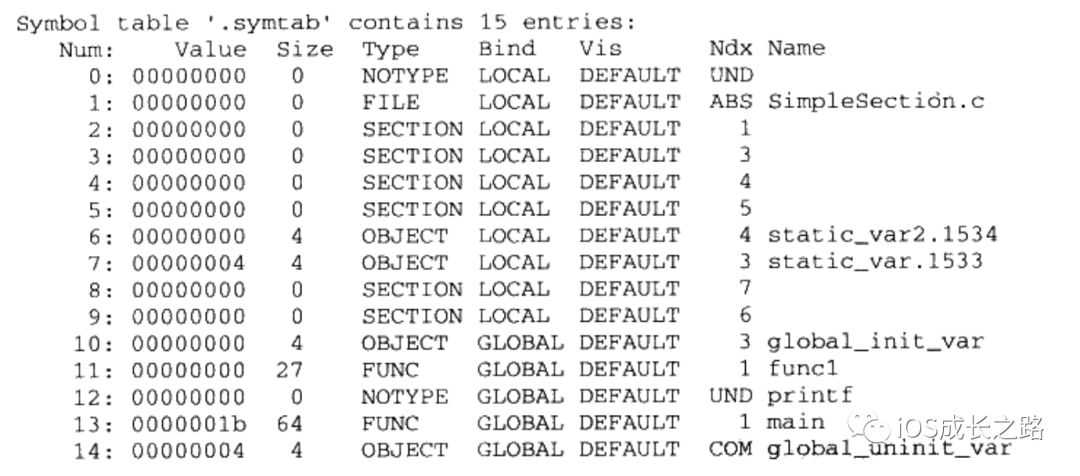 Symbol table '.symtab' contains 15 entries:
Num: Value Size Type Bind Vis Ndx Name
0: 00000000 0 NOTYPE LOCAL DEFAULT UND
1: 00000000 0 FILE LOCAL DEFAULT ABS SimpleSection.c
2: 00000000 0 SECTION LOCAL DEFAULT 1
3: 00000000 0 SECTION LOCAL DEFAULT 3
4: 00000000 0 SECTION LOCAL DEFAULT 4
5: 00000000 0 SECTION LOCAL DEFAULT 5
6: 00000000 4 OBJECT LOCAL DEFAULT 4 static_var2.1534
7: 00000004 4 OBJECT LOCAL DEFAULT 3 static_var.1533
8: 00000000 0 SECTION LOCAL DEFAULT 7
9: 00000000 0 SECTION LOCAL DEFAULT 6
10: 00000000 4 OBJECT GLOBAL DEFAULT 3 global_init_var
11: 00000000 27 FUNC GLOBAL DEFAULT 1 func1
12: 00000000 0 NOTYPE GLOBAL DEFAULT UND printf
13: 0000001b 64 FUNC GLOBAL DEFAULT 1 main
iOS成长之路
14: 00000004 4 OBJECT GLOBAL DEFAULT COM global_uninit_var